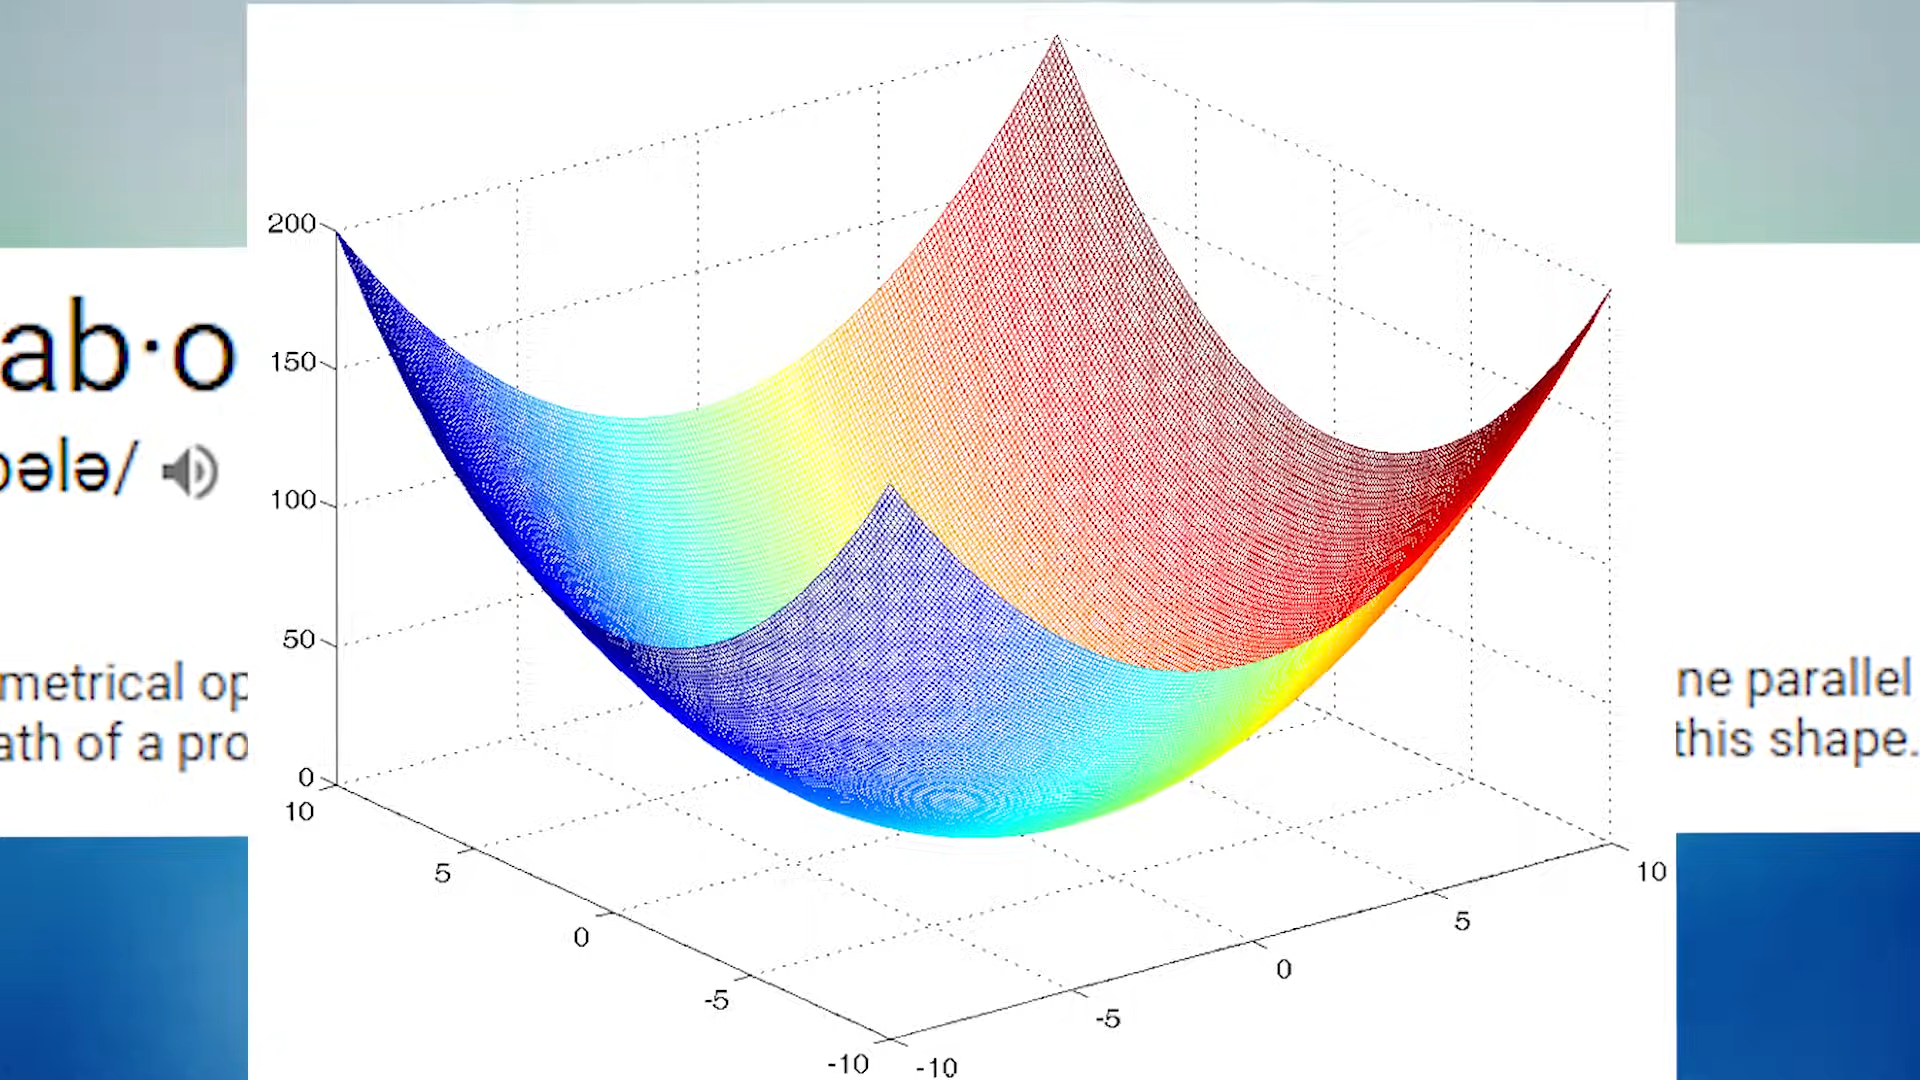 ab·o
ələ/
metrical op
ne parallel
ath of a pro
this shape.
200
150
100
50
0
10
5
0
-5
-10
-10
-5
0
5
10